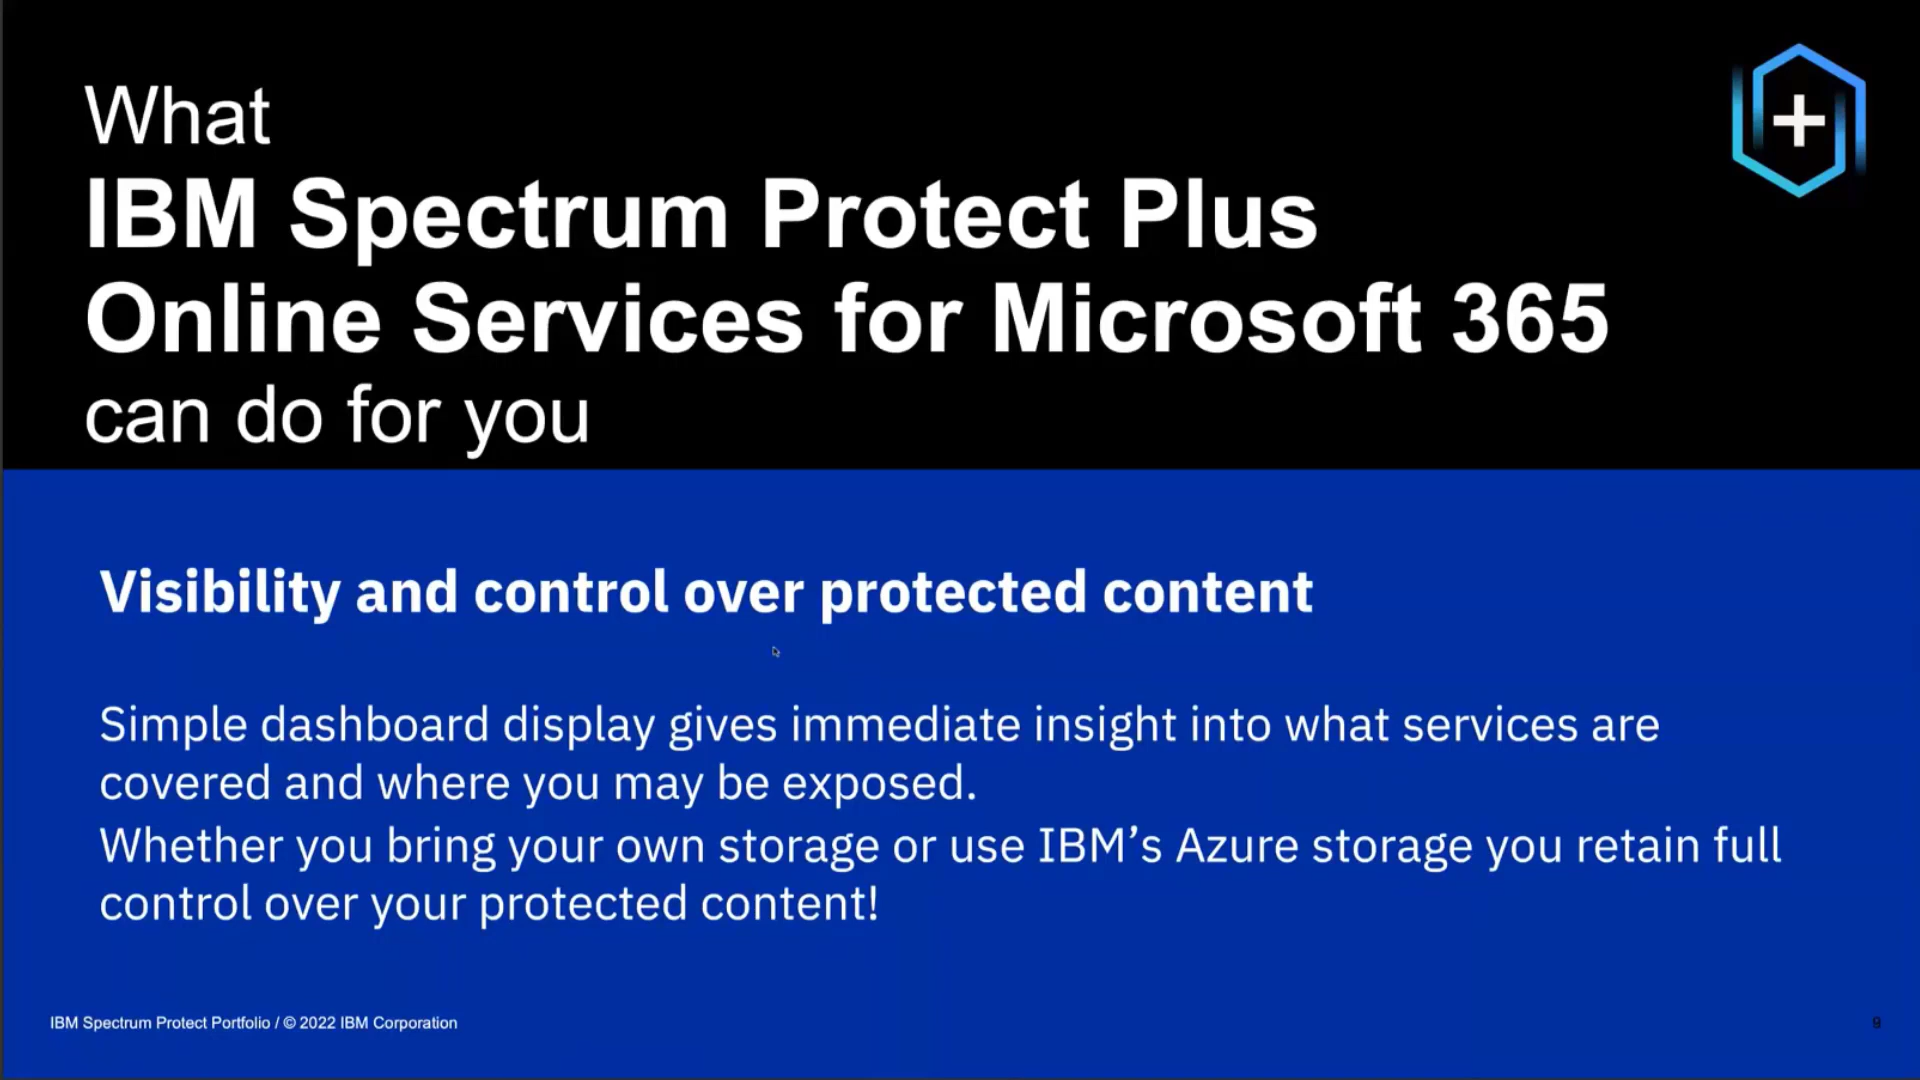 What
IBM Spectrum Protect Plus
Online Services for Microsoft 365
can do for you
Visibility and control over protected content
Simple dashboard display gives immediate insight into what services are
covered and where you may be exposed.
Whether you bring your own storage or use IBM’s Azure storage you retain full
control over your protected content!
IBM Spectrum Protect Portfolio / © 2022 IBM Corporation
9